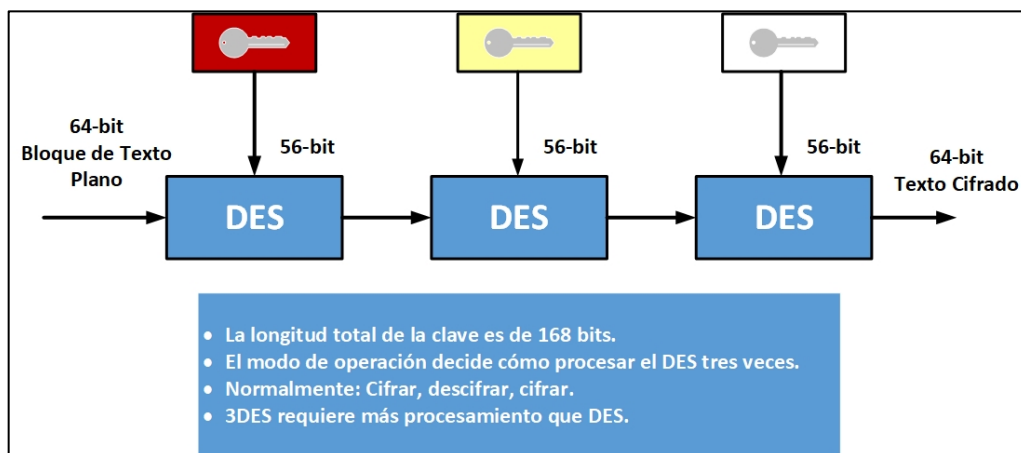 64-bit
Bloque de Texto
Plano
56-bit
56-bit
56-bit
64-bit
Texto Cifrado
DES
DES
DES
• La longitud total de la clave es de 168 bits.
• El modo de operación decide cómo procesar el DES tres veces.
• Normalmente: Cifrar, descifrar, cifrar.
• 3DES requiere más procesamiento que DES.